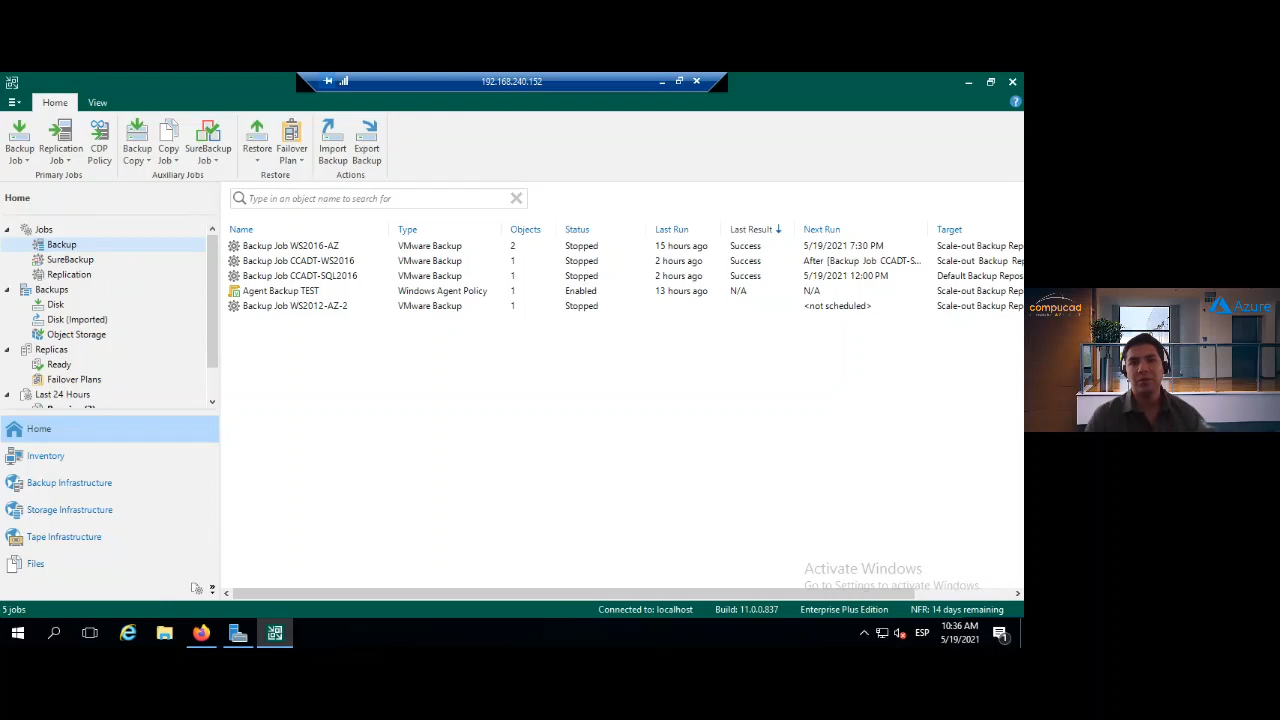 192.168.240.152
Home View
Backup Job
Replication Job
CDP Policy
Primary Jobs
Backup Copy
Copy Job
SureBackup Job
Auxiliary Jobs
Restore
Failover Plan
Restore
Import Backup
Export Backup
Actions
Home
Type in an object name to search for
Jobs
Backup
SureBackup
Replication
Backups
Disk
Disk (Imported)
Object Storage
Replicas
Ready
Failover Plans
Last 24 Hours
Home
Inventory
Backup Infrastructure
Storage Infrastructure
Tape Infrastructure
Files
Name Type Objects Status Last Run Last Result Next Run Target
Backup Job WS2016-AZ VMware Backup 2 Stopped 15 hours ago Success 5/19/2021 7:30 PM Scale-out Backup Rep
Backup Job CCADT-WS2016 VMware Backup 1 Stopped 2 hours ago Success After [Backup Job CCADT-S... Scale-out Backup Rep
Backup Job CCADT-SQL2016 VMware Backup 1 Stopped 2 hours ago Success 5/19/2021 12:00 PM Default Backup Repos
Agent Backup TEST Windows Agent Policy 1 Enabled 13 hours ago N/A N/A Scale-out Backup Rep
Backup Job WS2012-AZ-2 VMware Backup 1 Stopped <not scheduled> Scale-out Backup Rep
compucad
Azure
Activate Windows
Go to Settings to activate Windows.
5 jobs Connected to: localhost Build: 11.0.0.837 Enterprise Plus Edition NFR: 14 days remaining
ESP
10:36 AM
5/19/2021
1